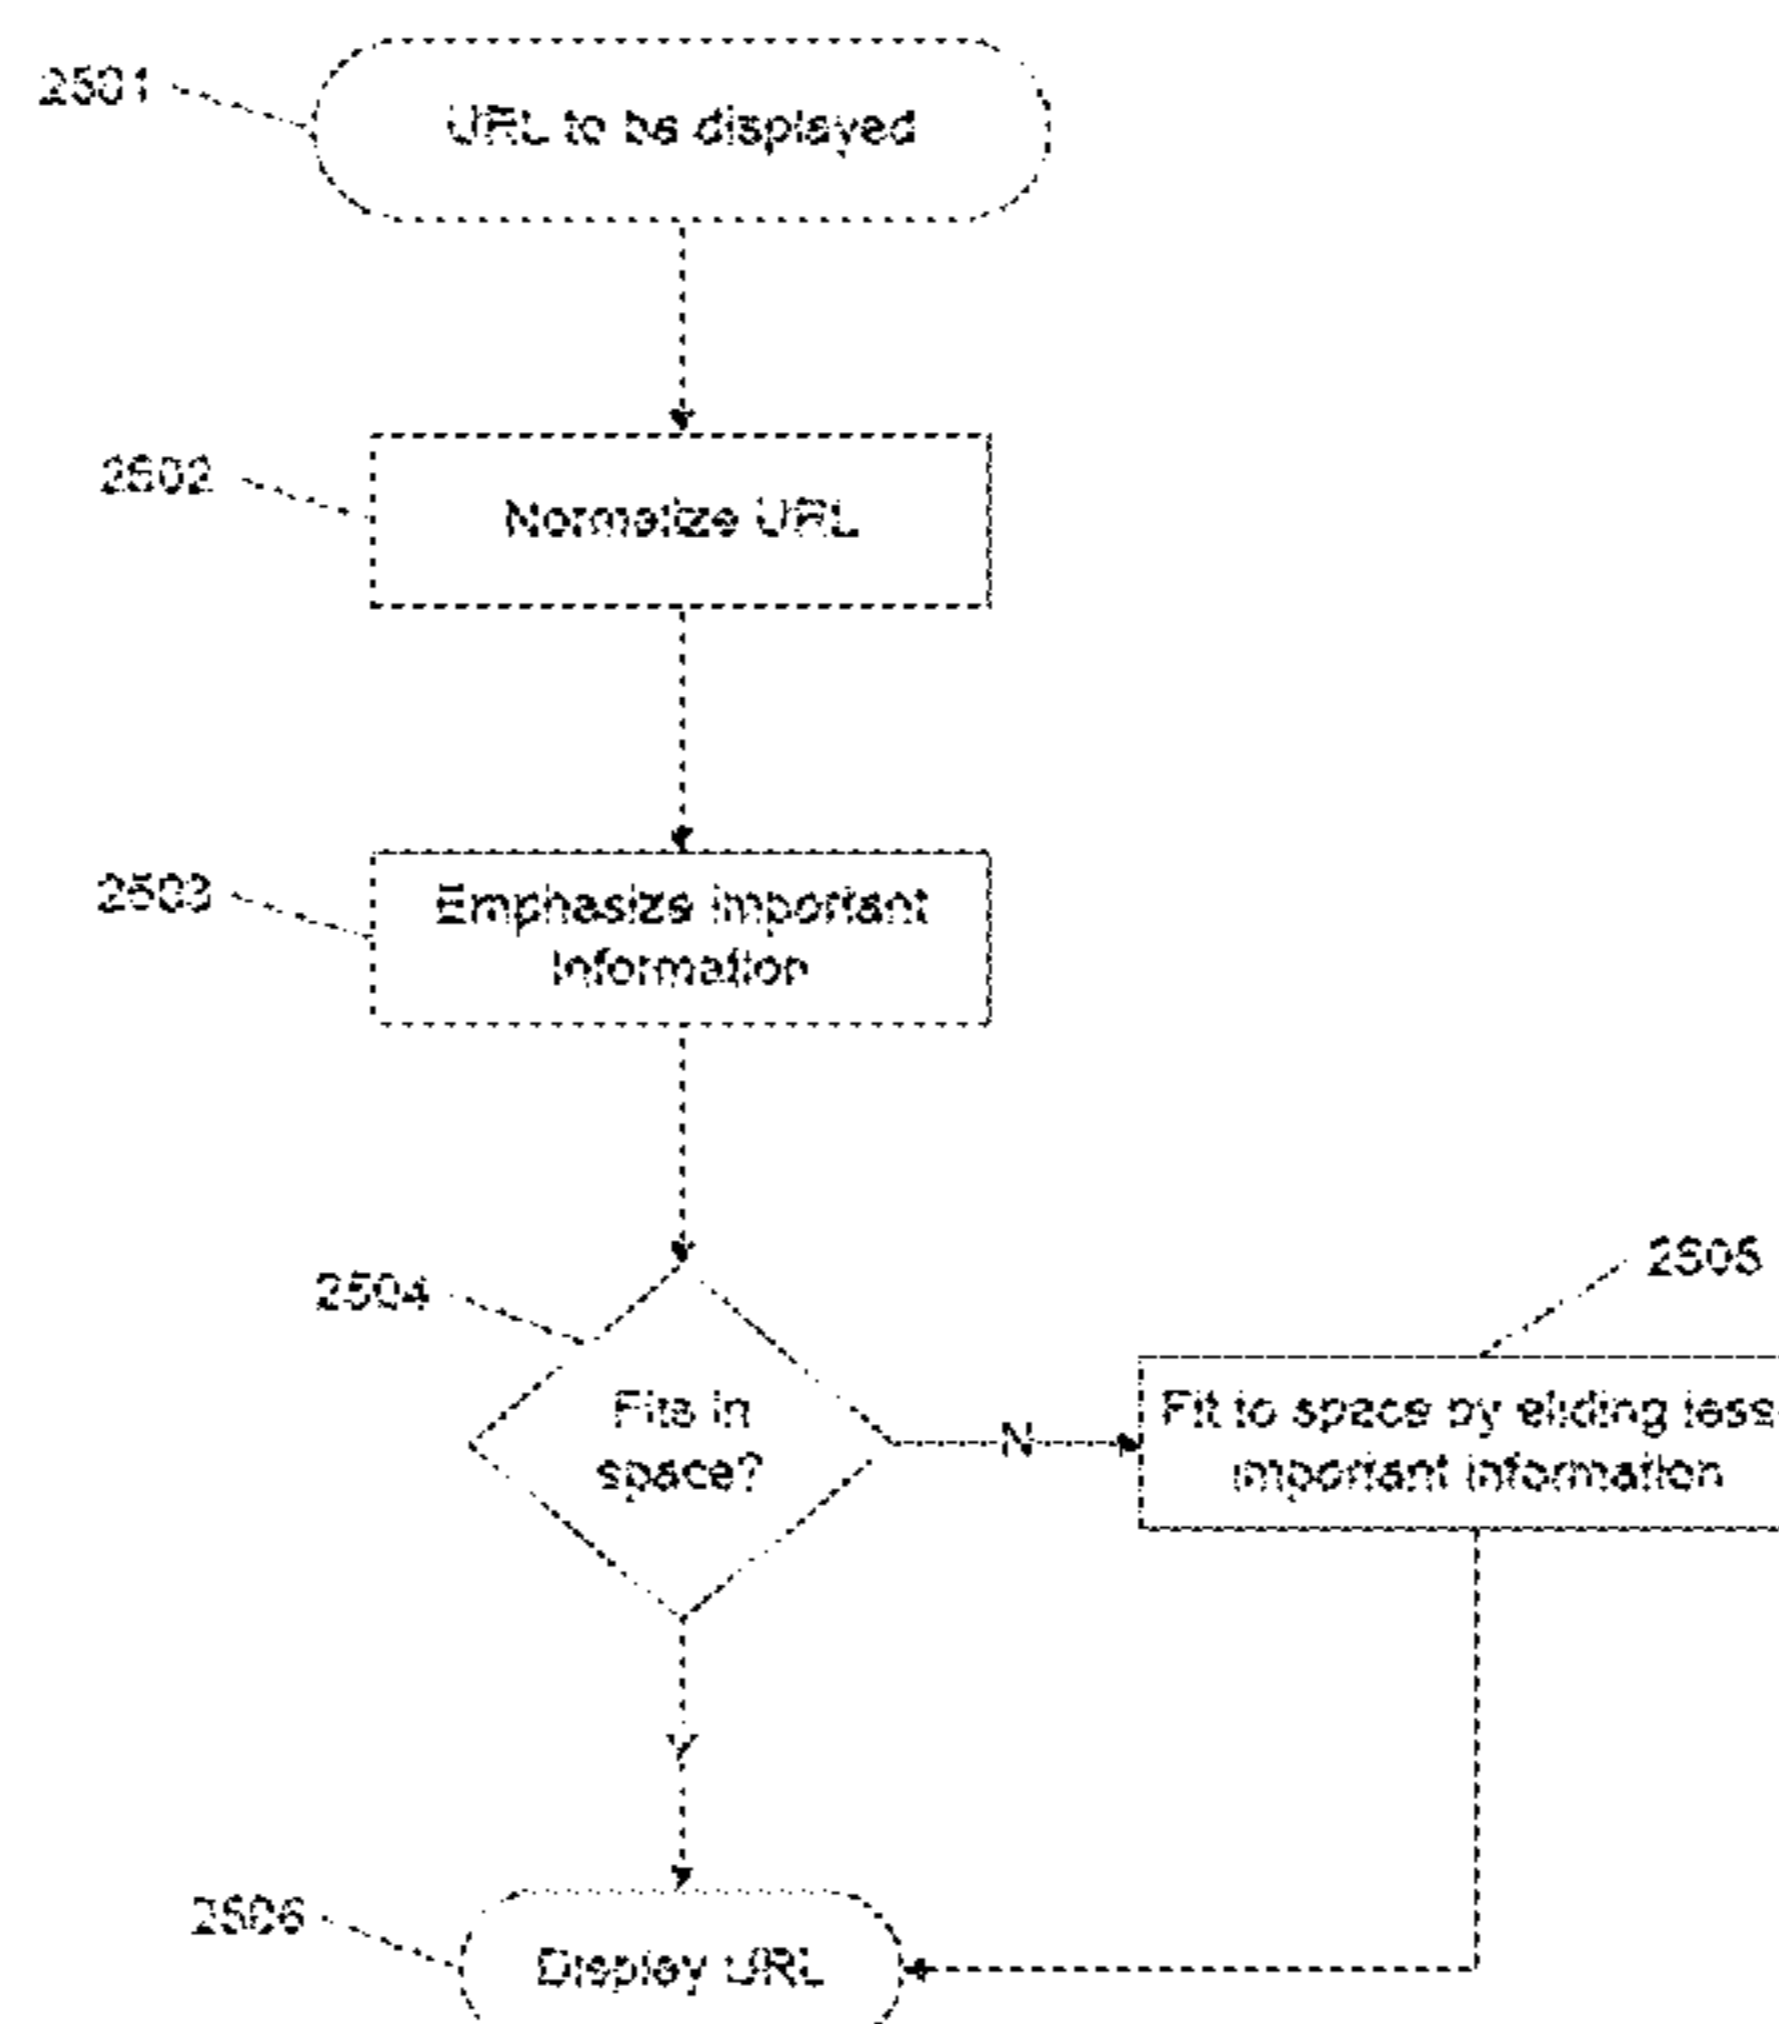 2501
URL to be displayed
2502
Normalize URL
2503
Emphasize important
information
2504
2505
Fits in
space?
N
Fit to space by eliding less
important information
Y
2506
Display URL